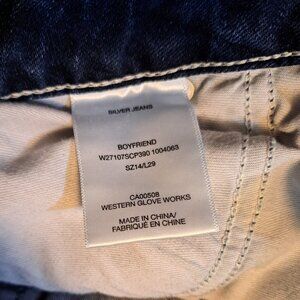 SILVER JEANS
BOYFRIEND
W27107SCP390 1004063
SZ14/L29
CA00508
WESTERN GLOVE WORKS
MADE IN CHINA/
FABRIQUÉ EN CHINE